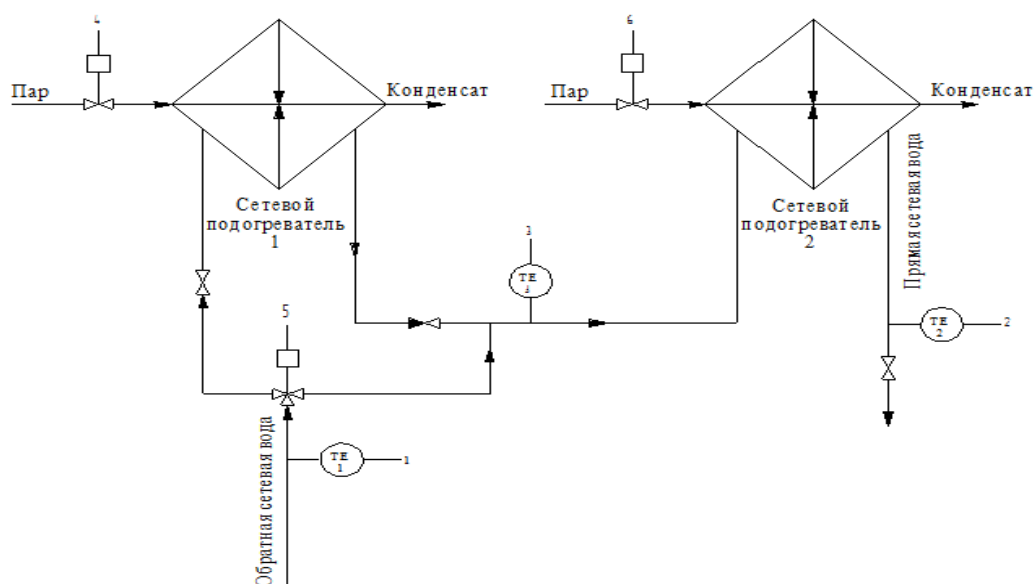 4
6
Пар
Конденсат
Пар
Конденсат
Сетевой
подогреватель
1
Сетевой
подогреватель
2
Прямая сетевая вода
3
TE
5
TE
2
2
Обратная сетевая вода
TE
1
1